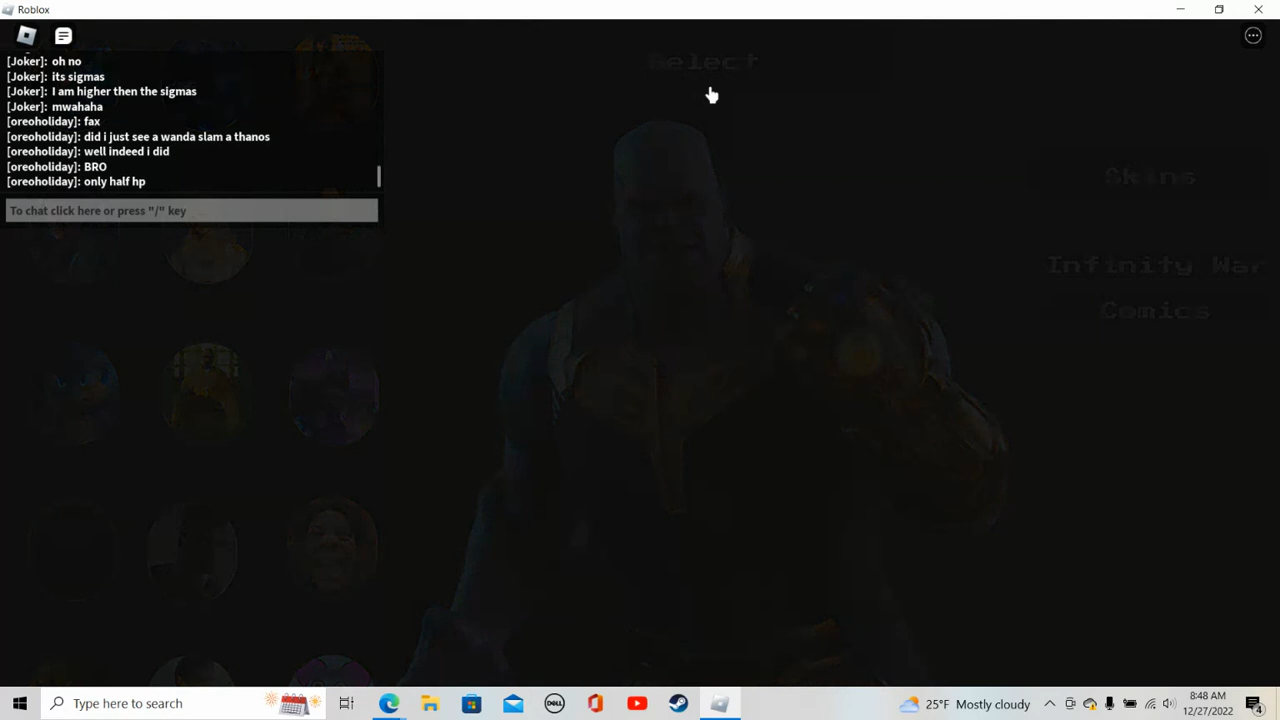 Roblox
[Joker]: oh no
[Joker]: its sigmas
[Joker]: I am higher then the sigmas
[Joker]: mwahaha
[oreoholiday]: fax
[oreoholiday]: did i just see a wanda slam a thanos
[oreoholiday]: well indeed i did
[oreoholiday]: BRO
[oreoholiday]: only half hp
To chat click here or press "/" key
Select
Skins
Infinity War
Comics
Type here to search
DELL
25°F Mostly cloudy
8:48 AM
12/27/2022
4